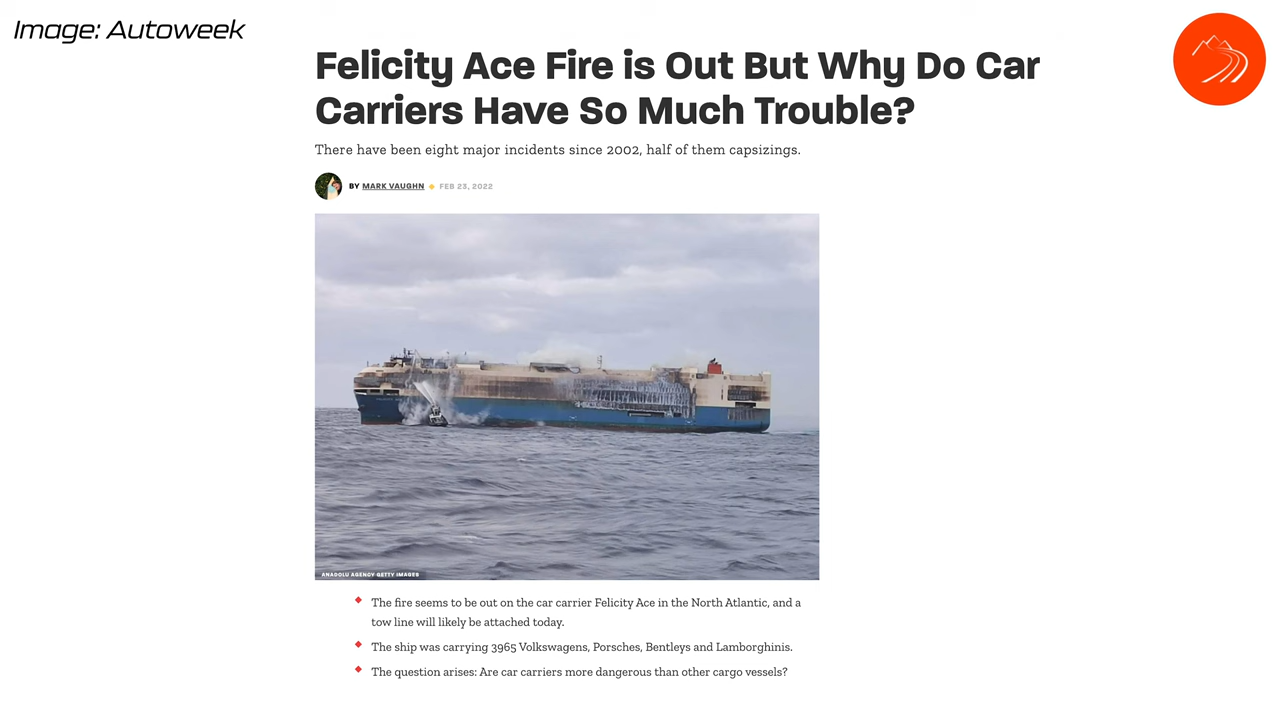 Image: Autoweek
Felicity Ace Fire is Out But Why Do Car
Carriers Have So Much Trouble?
There have been eight major incidents since 2002, half of them capsizings.
BY MARK VAUGHN ◆ FEB 23, 2022
ANADOLU AGENCY GETTY IMAGES
The fire seems to be out on the car carrier Felicity Ace in the North Atlantic, and a
tow line will likely be attached today.
The ship was carrying 3965 Volkswagens, Porsches, Bentleys and Lamborghinis.
The question arises: Are car carriers more dangerous than other cargo vessels?